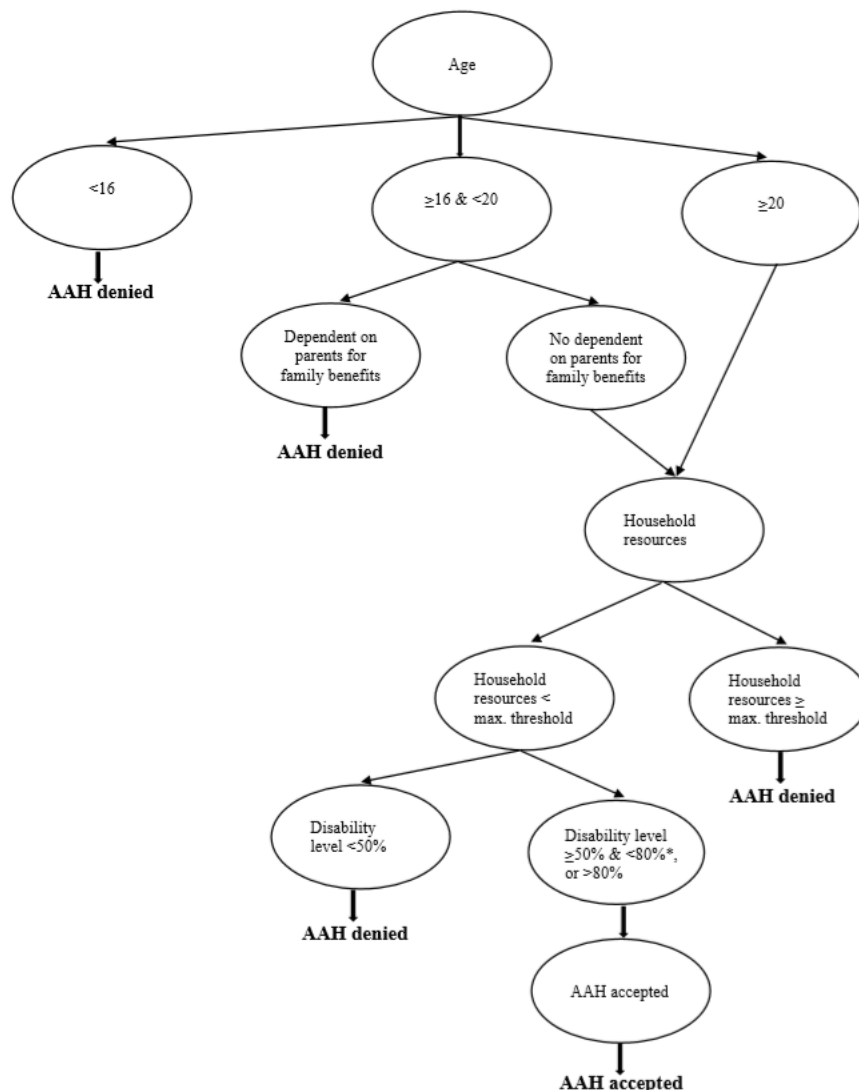 Age
<16
≥16 & <20
≥20
AAH denied
Dependent on
parents for
family benefits
No dependent
on parents for
family benefits
AAH denied
Household
resources
Household
resources <
max. threshold
Household
resources ≥
max. threshold
AAH denied
Disability
level <50%
Disability level
≥50% & <80%*,
or >80%
AAH denied
AAH accepted
AAH accepted